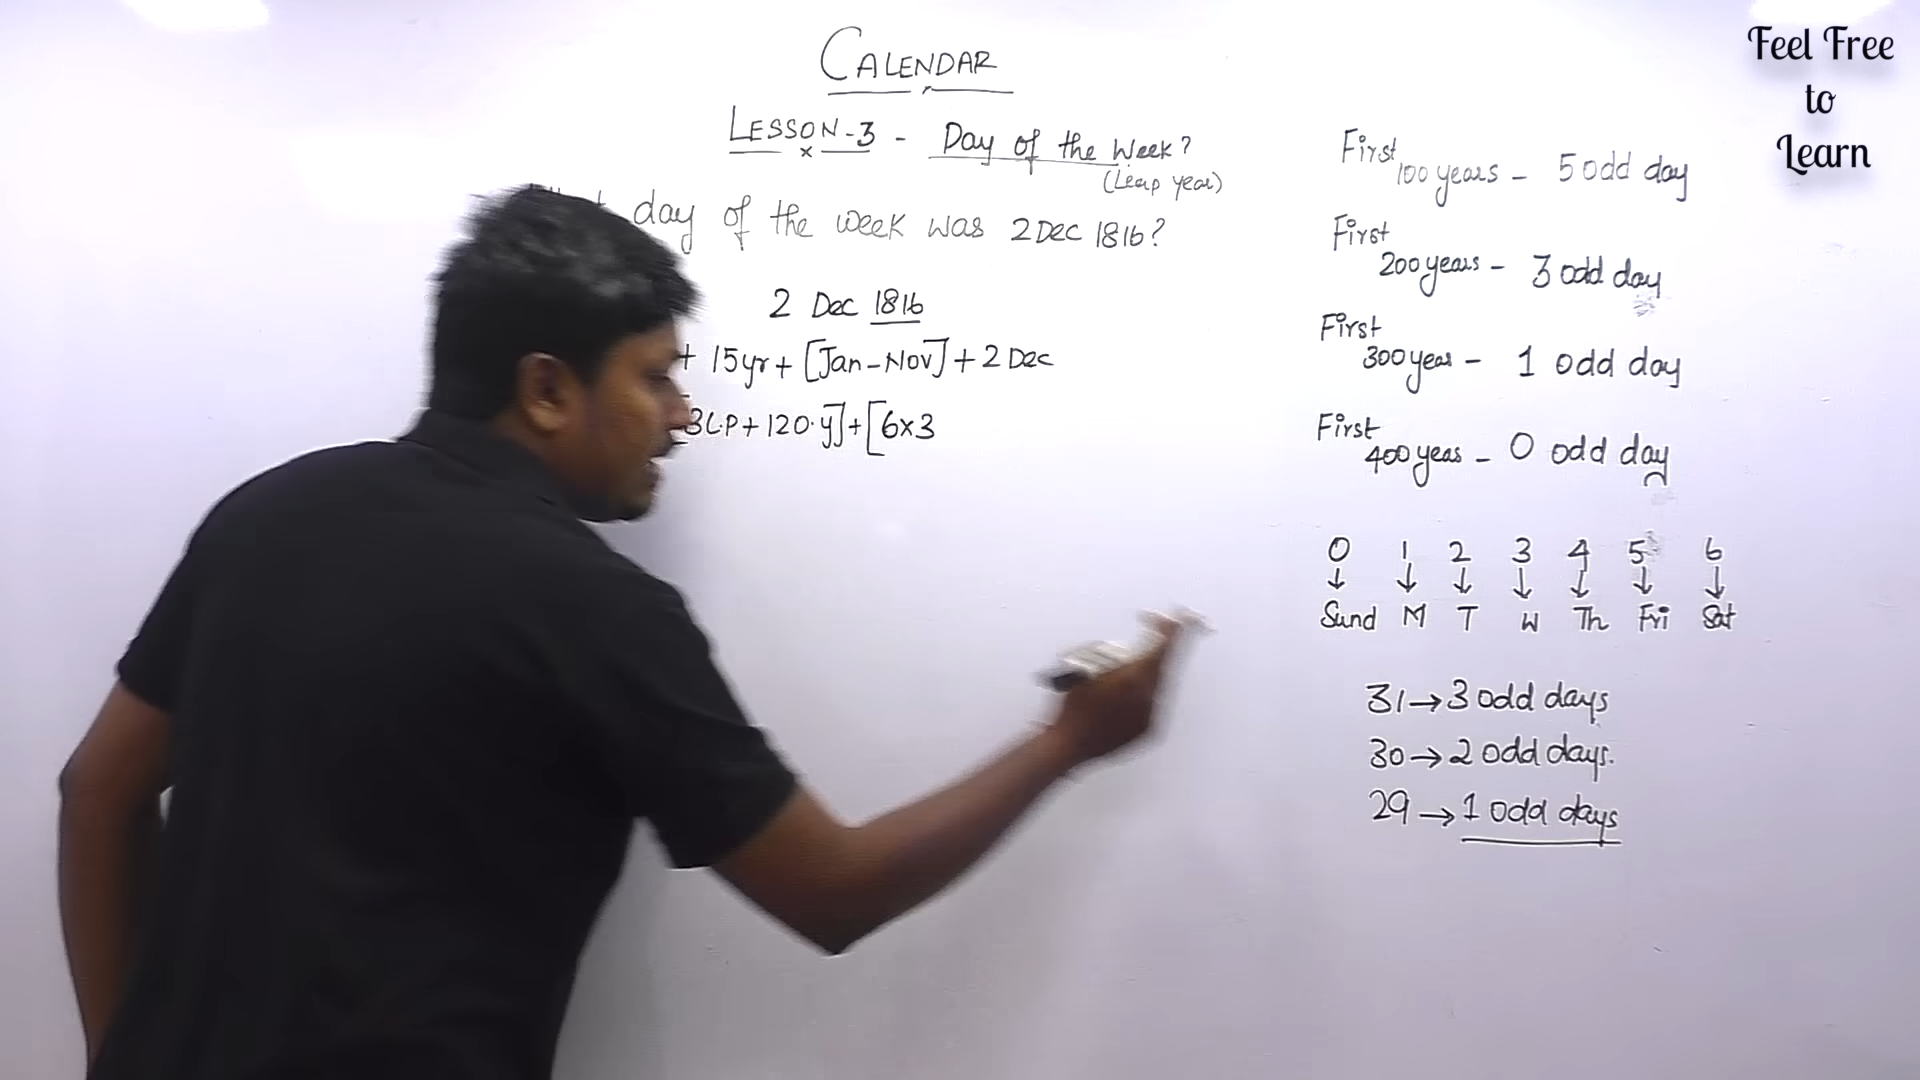 CALENDAR
LESSON-3 - Day of the Week?
(Leap year)
day of the week was 2 Dec 1816?
2 Dec 1816
+ 15yr + [Jan-Nov] + 2 Dec
[3L.P + 12O.y] + [6x3
Feel Free
to
Learn
First
100 years - 5 odd day
First
200 years - 3 odd day
First
300 year - 1 odd day
First
400 yeas - 0 odd day
0 1 2 3 4 5 6
↓ ↓ ↓ ↓ ↓ ↓ ↓
Sund M T W Th Fri Sat
31→3 odd days
30→2 odd days.
29→1 odd days